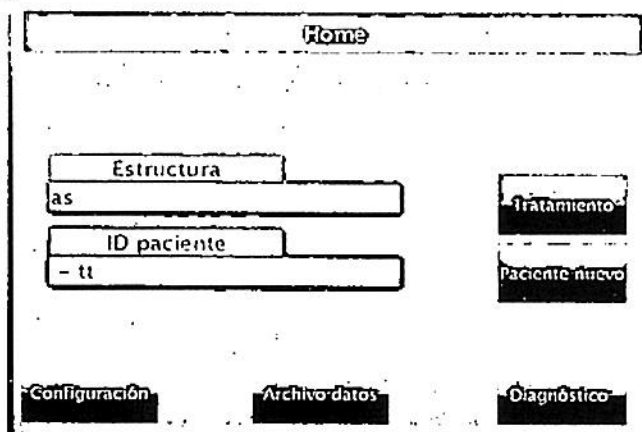 Home
Estructura
as
Tratamiento
ID paciente
- tt
Paciente nuevo
Configuración Archivo datos Diagnóstico